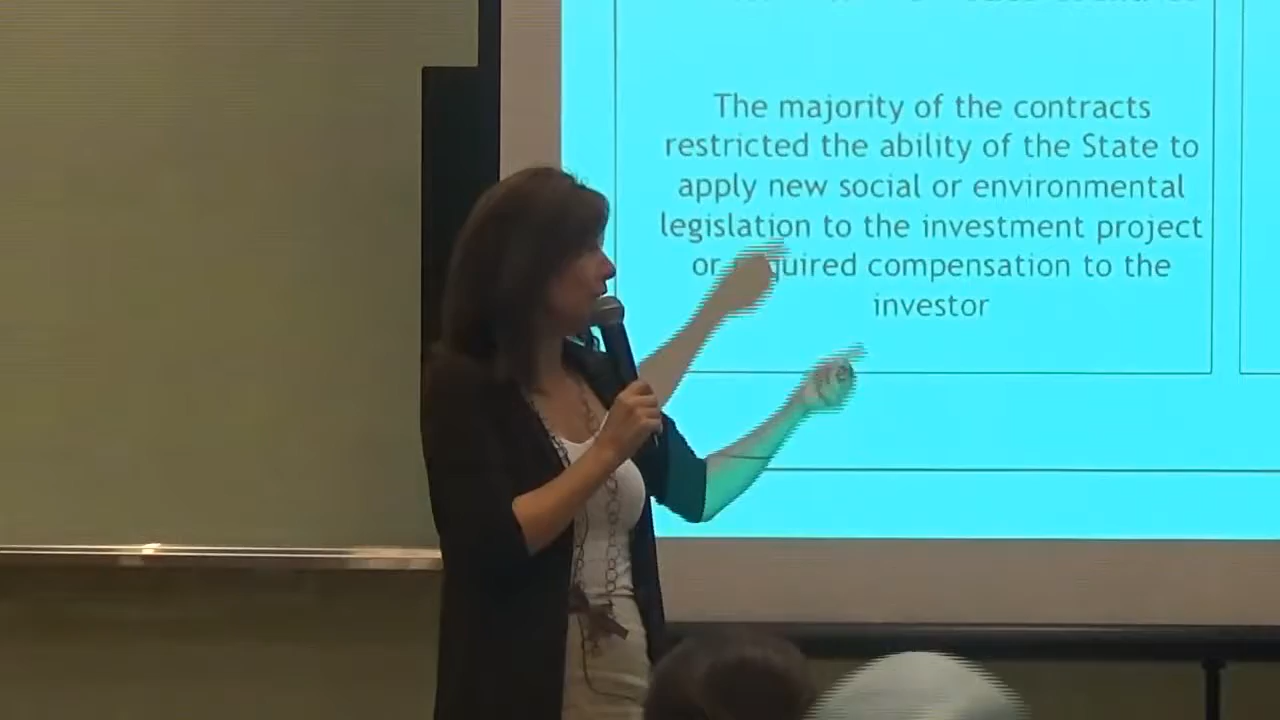 The majority of the contracts
restricted the ability of the State to
apply new social or environmental
legislation to the investment project
or required compensation to the
investor